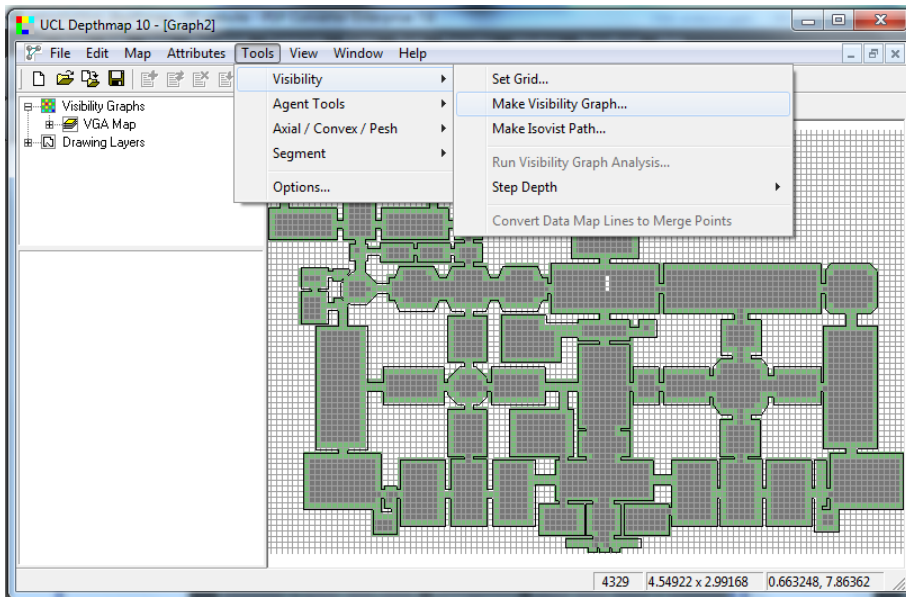 UCL Depthmap 10 - [Graph2]
File Edit Map Attributes Tools View Window Help
Visibility
Agent Tools
Axial / Convex / Pesh
Segment
Options...
Set Grid...
Make Visibility Graph...
Make Isovist Path...
Run Visibility Graph Analysis...
Step Depth
Convert Data Map Lines to Merge Points
Visibility Graphs
VGA Map
Drawing Layers
4329 4.54922 x 2.99168 0.663248, 7.86362